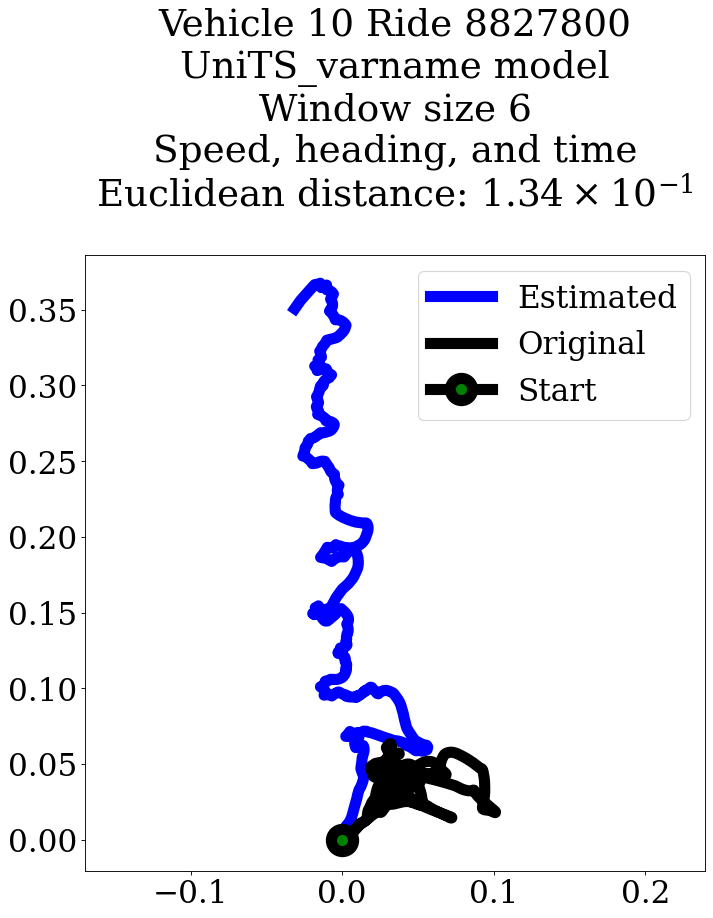 Vehicle 10 Ride 8827800
UniTS_varname model
Window size 6
Speed, heading, and time
Euclidean distance: 1.34 × 10⁻¹
Estimated
Original
Start
0.35
0.30
0.25
0.20
0.15
0.10
0.05
0.00
−0.1
0.0
0.1
0.2